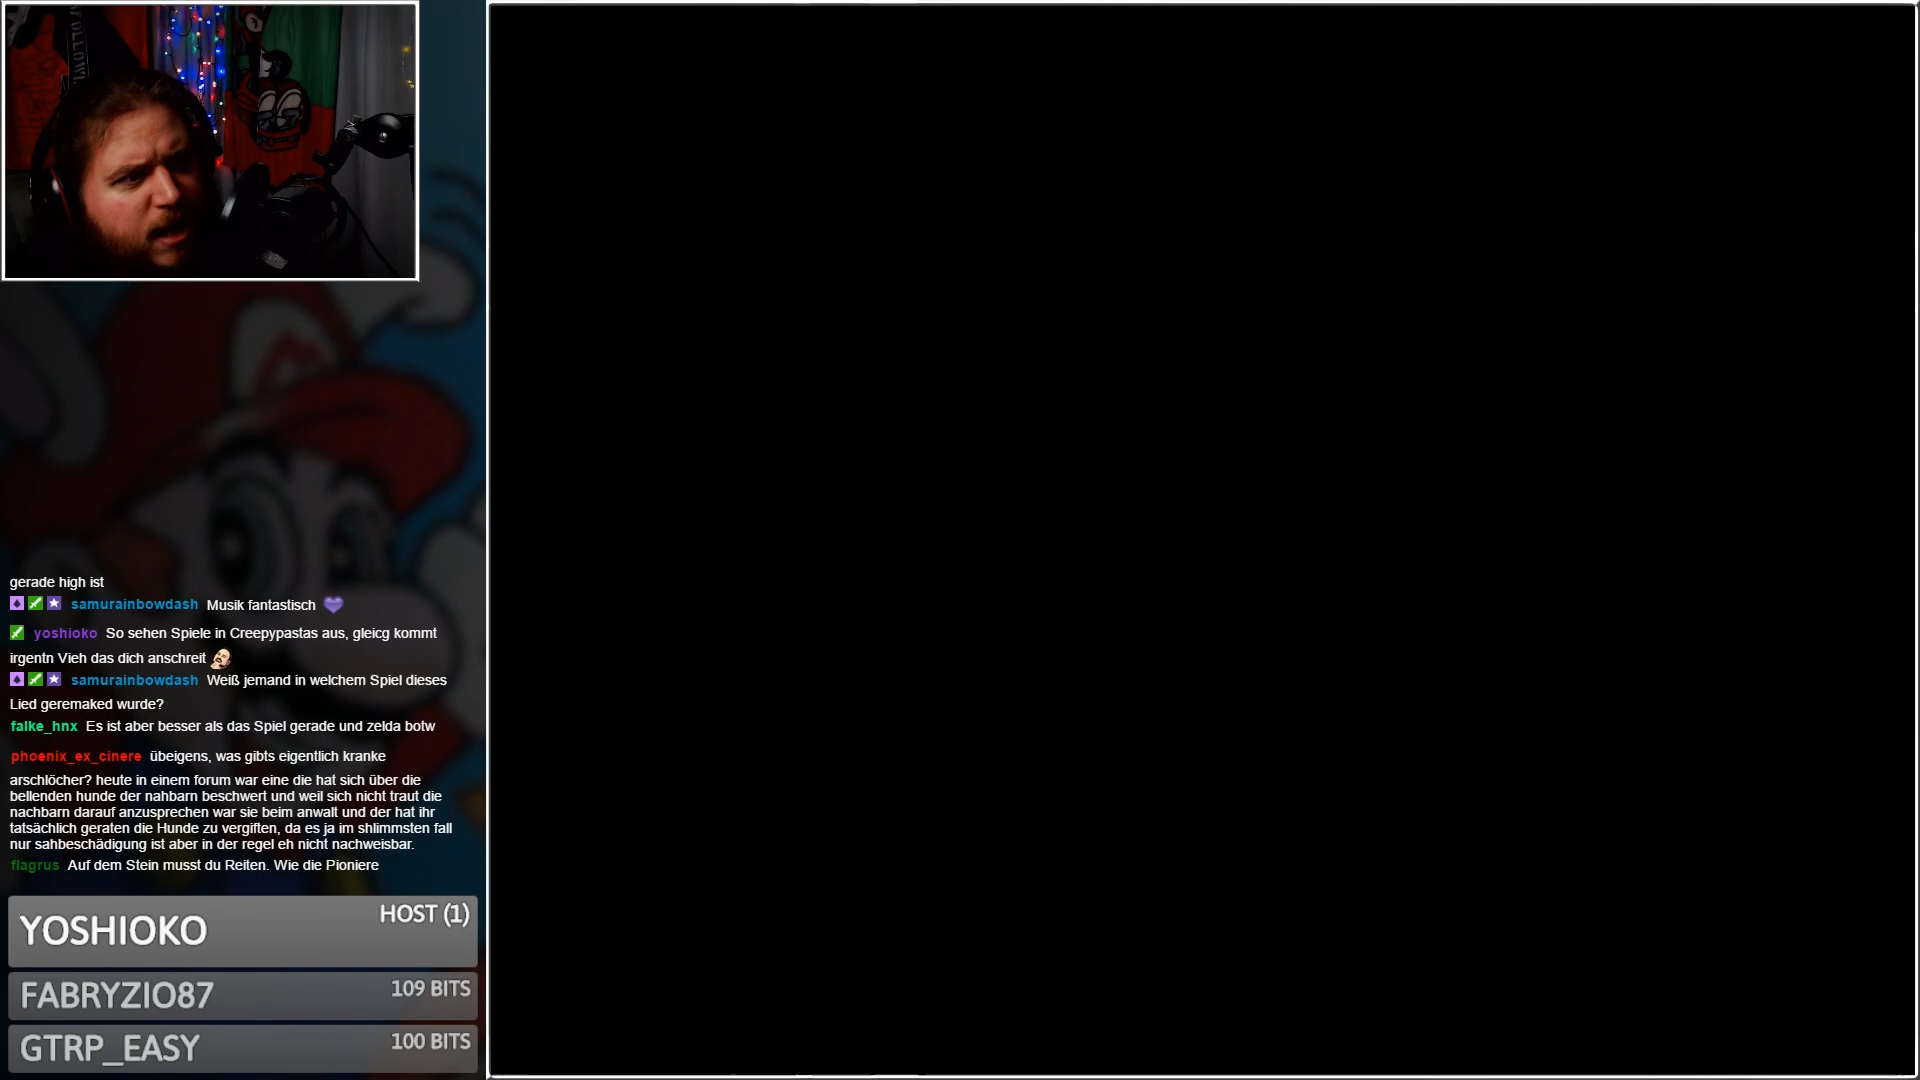 gerade high ist
samurainbowdash Musik fantastisch
yoshioko So sehen Spiele in Creepypastas aus, gleicg kommt
irgentn Vieh das dich anschreit
samurainbowdash Weiß jemand in welchem Spiel dieses
Lied geremaked wurde?
falke_hnx Es ist aber besser als das Spiel gerade und zelda botw
phoenix_ex_cinere übeigens, was gibts eigentlich kranke
arschlöcher? heute in einem forum war eine die hat sich über die
bellenden hunde der nahbarn beschwert und weil sich nicht traut die
nachbarn darauf anzusprechen war sie beim anwalt und der hat ihr
tatsächlich geraten die Hunde zu vergiften, da es ja im shlimmsten fall
nur sahbeschädigung ist aber in der regel eh nicht nachweisbar.
flagrus Auf dem Stein musst du Reiten. Wie die Pioniere
YOSHIOKO HOST (1)
FABRYZIO87 109 BITS
GTRP_EASY 100 BITS